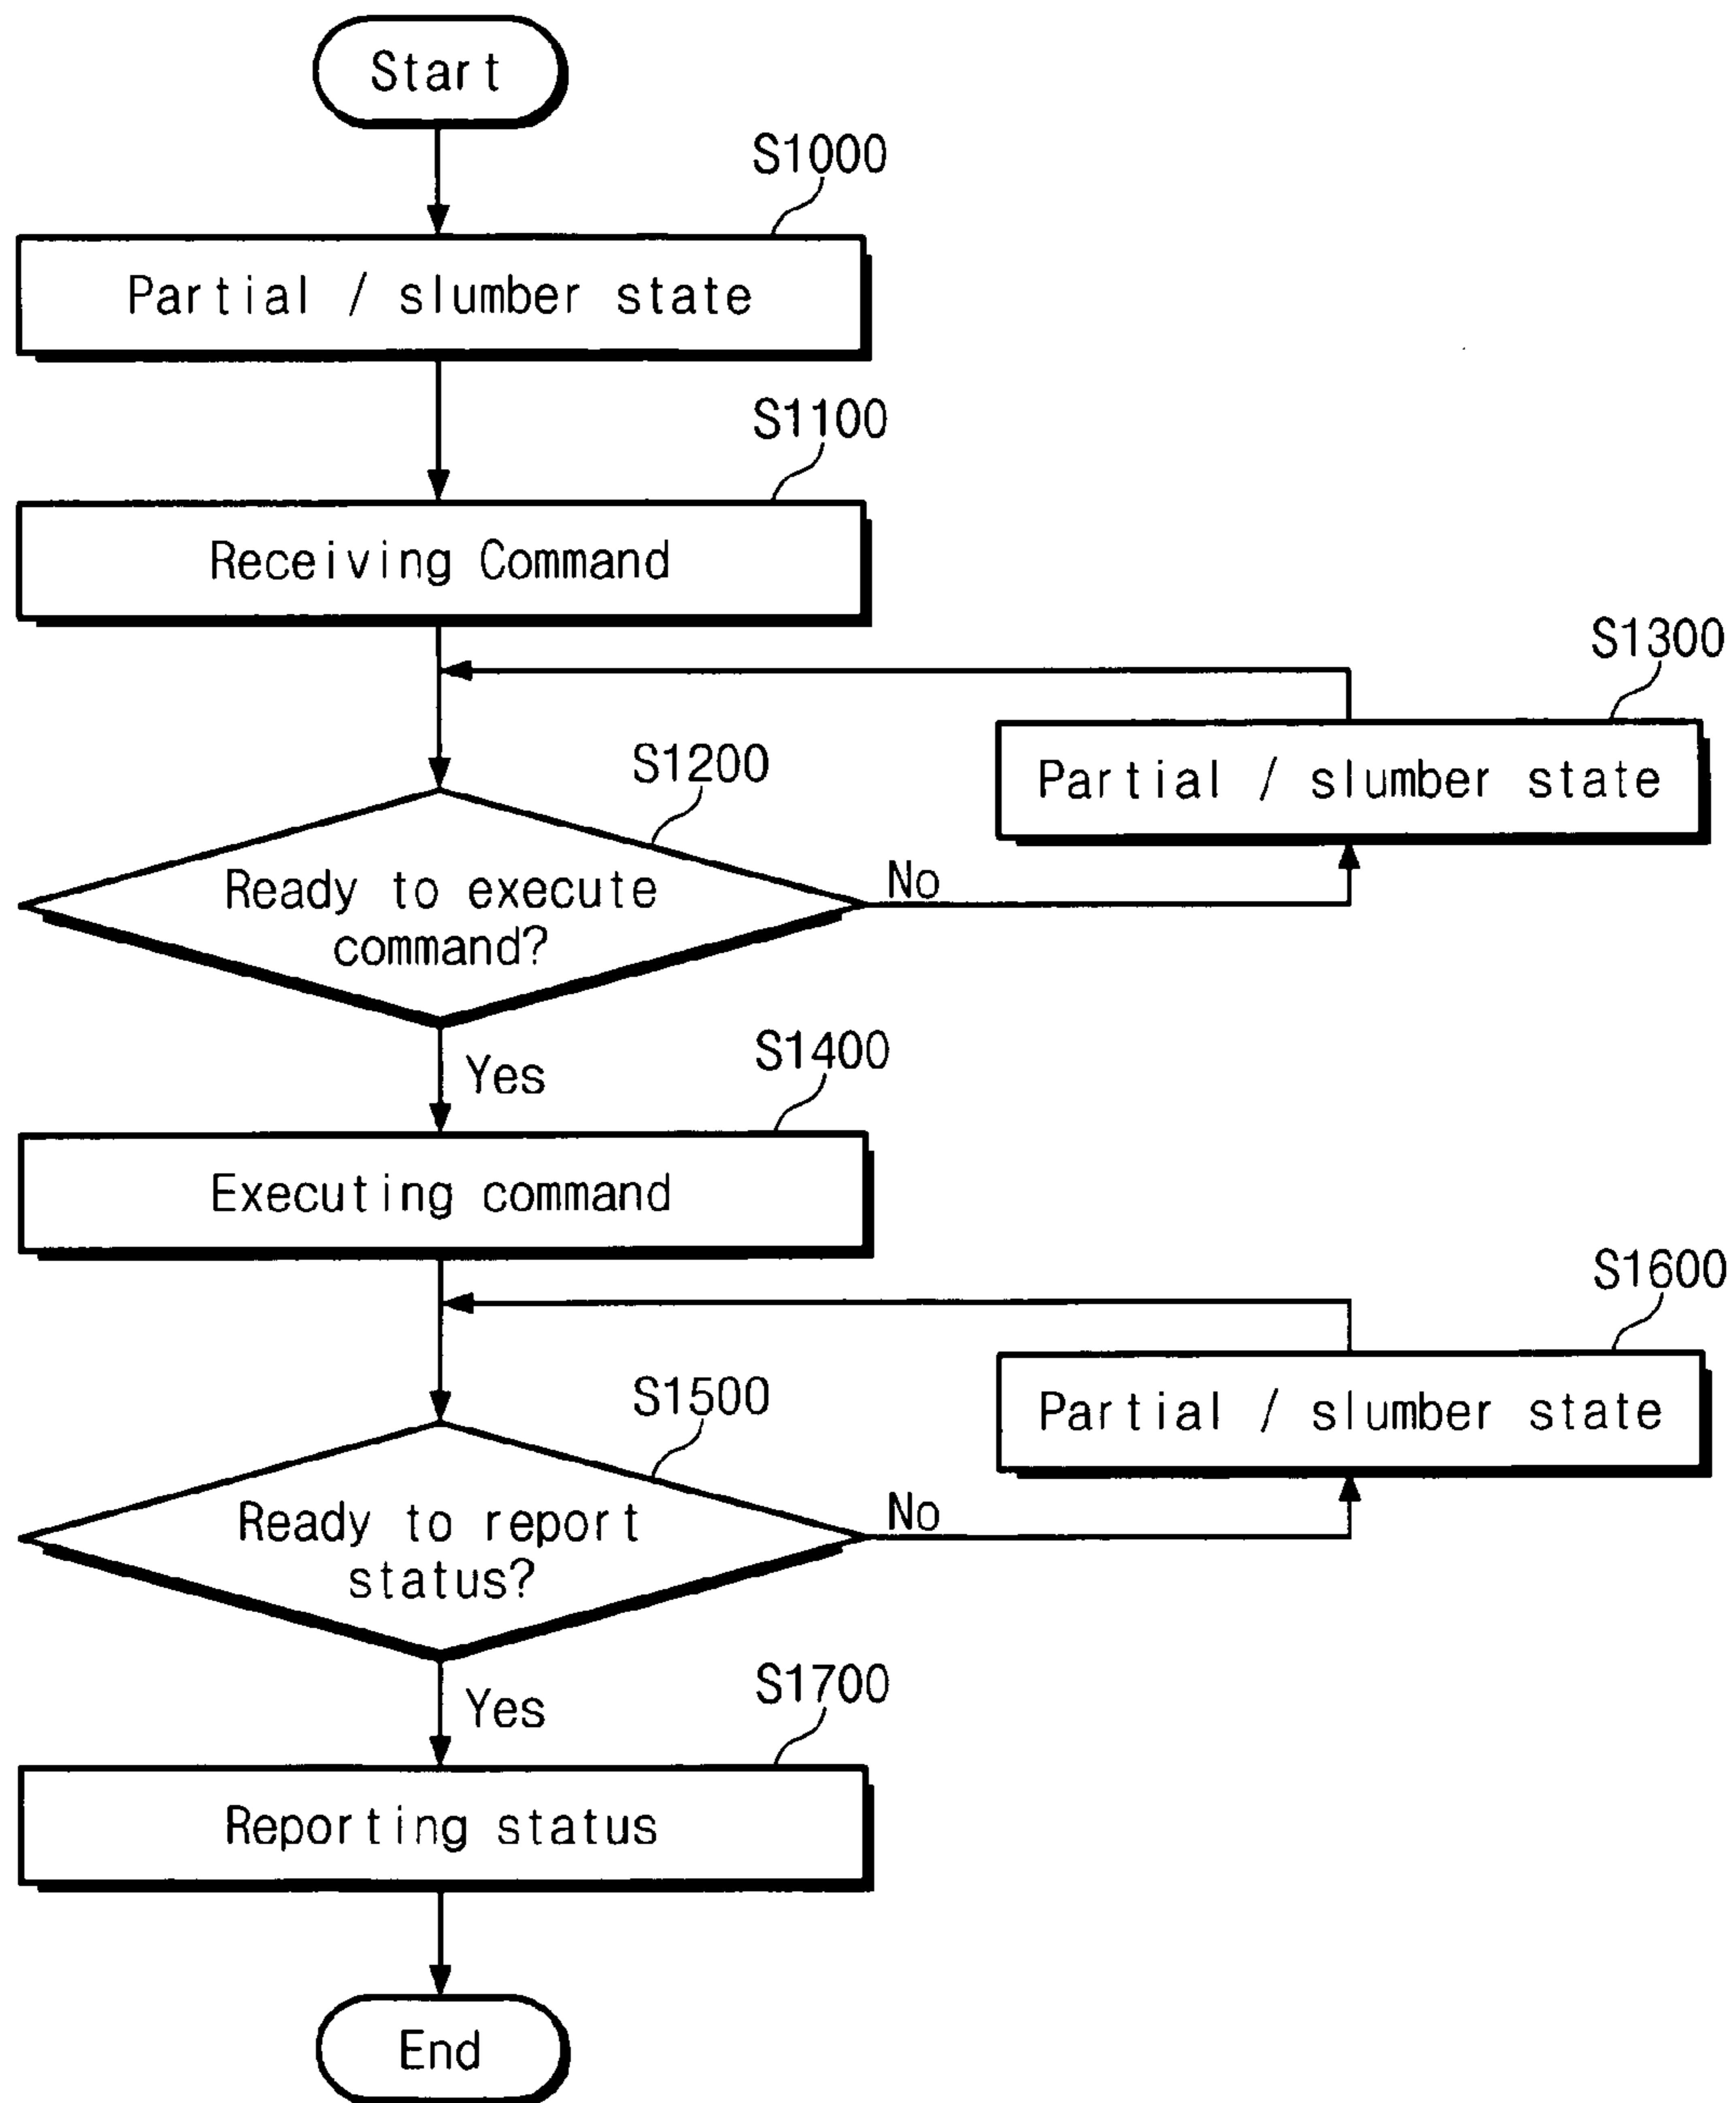 Start
S1000
Partial / slumber state
S1100
Receiving Command
S1300
Partial / slumber state
S1200
Ready to execute
command?
No
Yes
S1400
Executing command
S1600
Partial / slumber state
S1500
Ready to report
status?
No
Yes
S1700
Reporting status
End